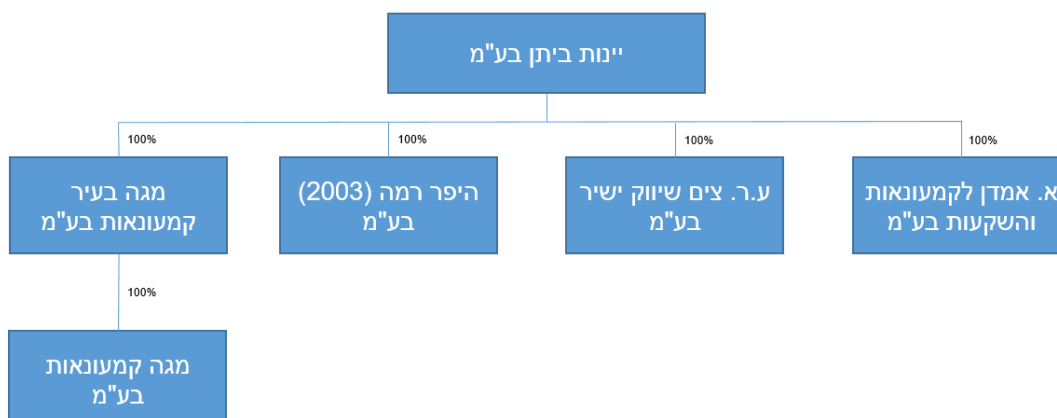 יינות ביתן בע"מ
100%
100%
100%
100%
א. אמדן לקמעונאות
והשקעות בע"מ
ע.ר. צים שיווק ישיר
בע"מ
היפר רמה (2003)
בע"מ
מגה בעיר
קמעונאות בע"מ
100%
מגה קמעונאות
בע"מ